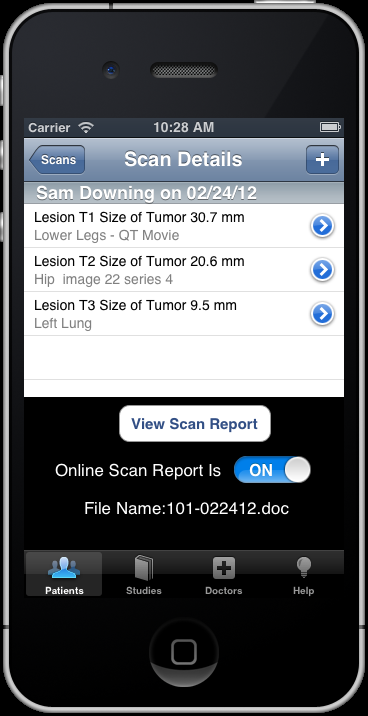 Carrier 10:28 AM
Scans Scan Details +
Sam Downing on 02/24/12
Lesion T1 Size of Tumor 30.7 mm
Lower Legs - QT Movie
Lesion T2 Size of Tumor 20.6 mm
Hip  image 22 series 4
Lesion T3 Size of Tumor 9.5 mm
Left Lung
View Scan Report
Online Scan Report Is ON
File Name:101-022412.doc
Patients Studies Doctors Help